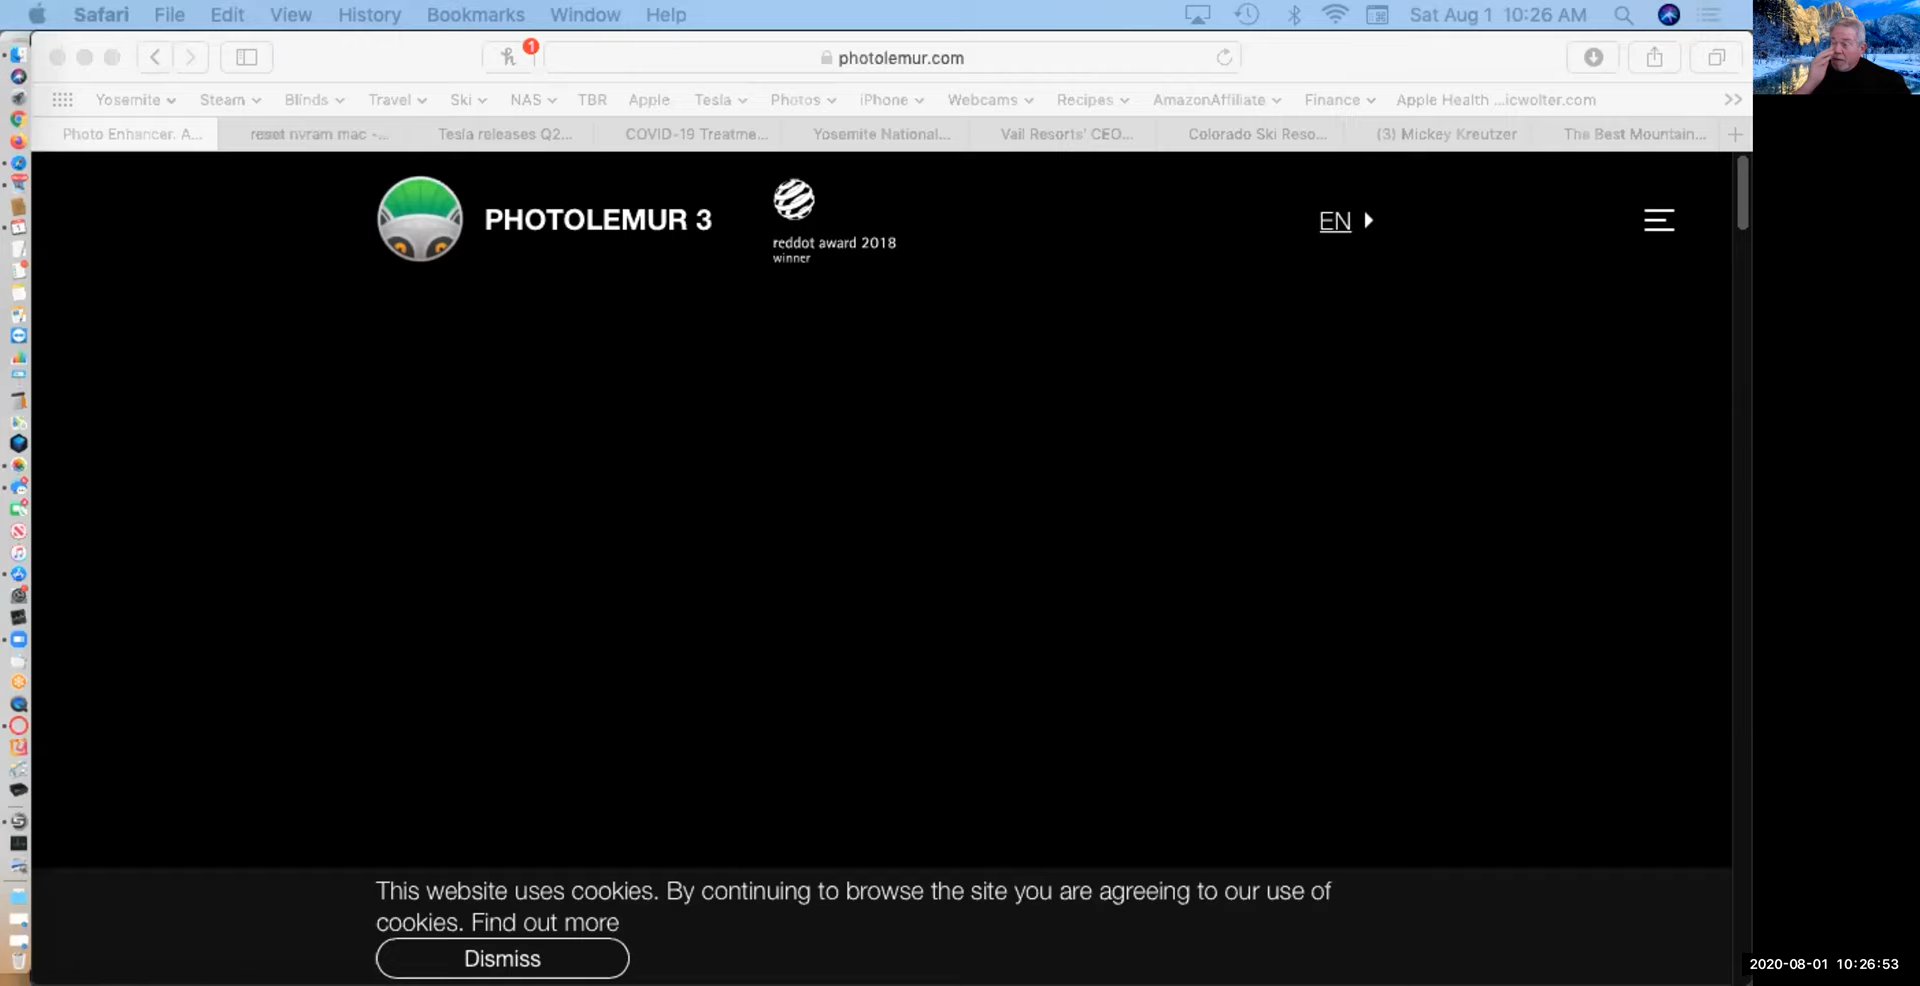 Safari File Edit View History Bookmarks Window Help Sat Aug 1 10:26 AM
1 photolemur.com
Yosemite Steam Blinds Travel Ski NAS TBR Apple Tesla Photos iPhone Webcams Recipes AmazonAffiliate Finance Apple Health ...icwolter.com
Photo Enhancer. A... reset nvram mac -... Tesla releases Q2... COVID-19 Treatme... Yosemite National... Vail Resorts' CEO... Colorado Ski Reso... (3) Mickey Kreutzer The Best Mountain...
PHOTOLEMUR 3
reddot award 2018
winner
EN
This website uses cookies. By continuing to browse the site you are agreeing to our use of
cookies. Find out more
Dismiss
2020-08-01 10:26:53